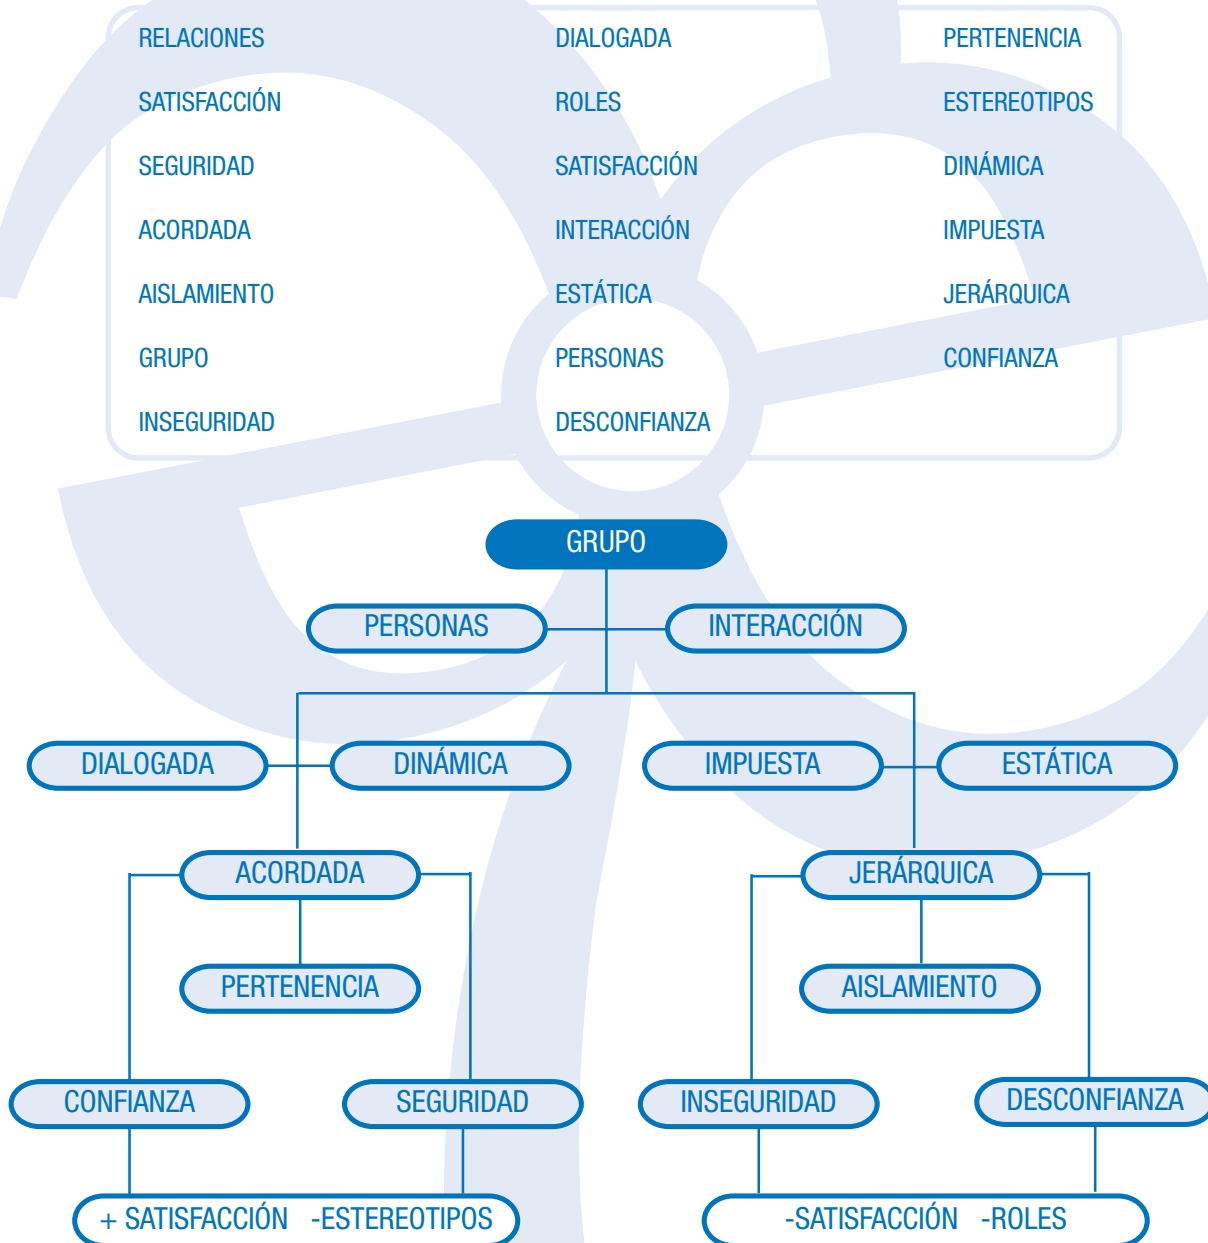 RELACIONES DIALOGADA PERTENENCIA
SATISFACCIÓN ROLES ESTEREOTIPOS
SEGURIDAD SATISFACCIÓN DINÁMICA
ACORDADA INTERACCIÓN IMPUESTA
AISLAMIENTO ESTÁTICA JERÁRQUICA
GRUPO PERSONAS CONFIANZA
INSEGURIDAD DESCONFIANZA
GRUPO
PERSONAS INTERACCIÓN
DIALOGADA DINÁMICA IMPUESTA ESTÁTICA
ACORDADA JERÁRQUICA
PERTENENCIA AISLAMIENTO
CONFIANZA SEGURIDAD INSEGURIDAD DESCONFIANZA
+ SATISFACCIÓN -ESTEREOTIPOS -SATISFACCIÓN -ROLES